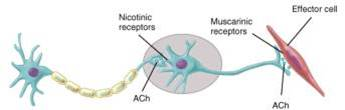 Effector cell
Nicotinic
receptors
Muscarinic
receptors
ACh
ACh